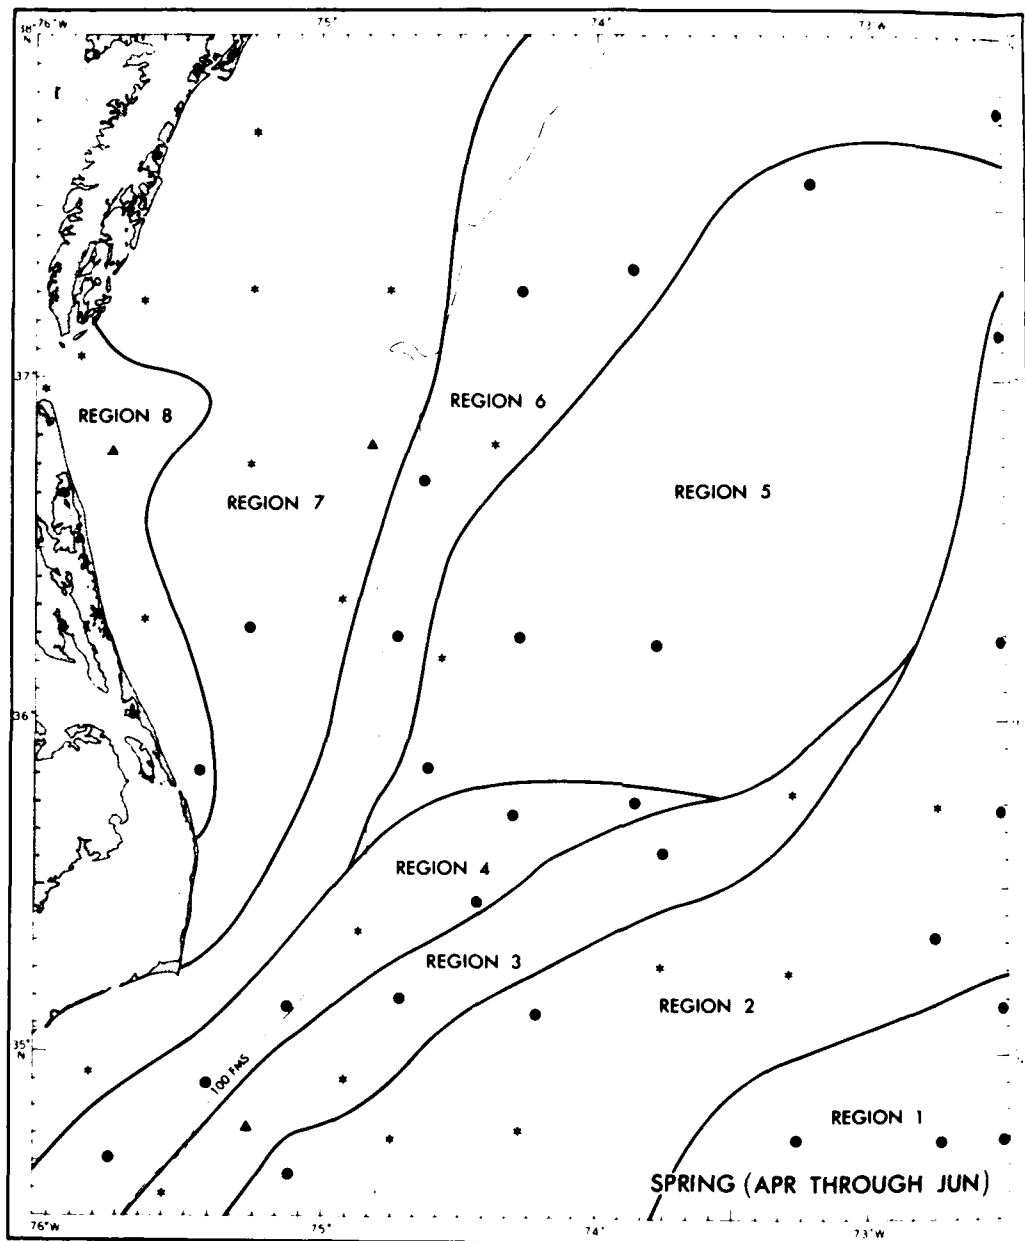 38° 76°W 75° 74° 73°W
N
37°
REGION 6
REGION 8
REGION 5
REGION 7
36°
REGION 4
REGION 3
REGION 2
35°
N
100 FMS
REGION 1
SPRING (APR THROUGH JUN)
76°W 75° 74° 73°W